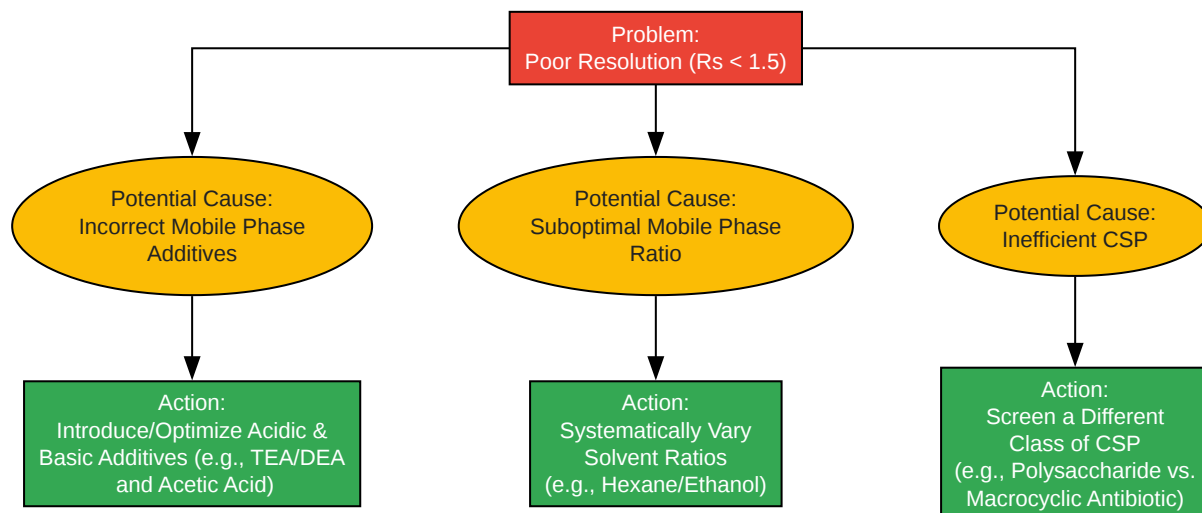 Problem:
Poor Resolution (Rs < 1.5)
Potential Cause:
Incorrect Mobile Phase
Additives
Potential Cause:
Suboptimal Mobile Phase
Ratio
Potential Cause:
Inefficient CSP
Action:
Introduce/Optimize Acidic &
Basic Additives (e.g., TEA/DEA
and Acetic Acid)
Action:
Systematically Vary
Solvent Ratios
(e.g., Hexane/Ethanol)
Action:
Screen a Different
Class of CSP
(e.g., Polysaccharide vs.
Macrocyclic Antibiotic)